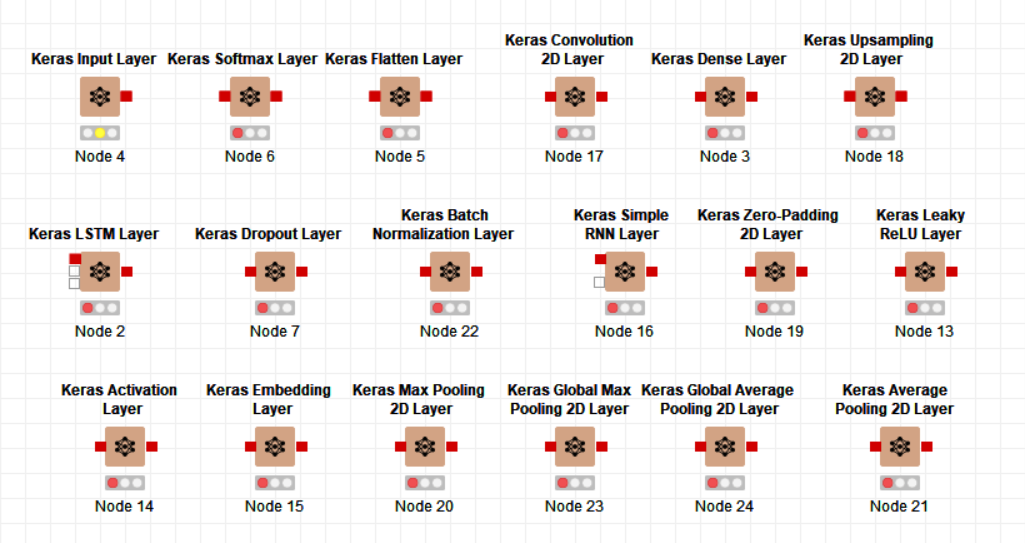 Keras Input Layer
Node 4
Keras Softmax Layer
Node 6
Keras Flatten Layer
Node 5
Keras Convolution
2D Layer
Node 17
Keras Dense Layer
Node 3
Keras Upsampling
2D Layer
Node 18
Keras LSTM Layer
Node 2
Keras Dropout Layer
Node 7
Keras Batch
Normalization Layer
Node 22
Keras Simple
RNN Layer
Node 16
Keras Zero-Padding
2D Layer
Node 19
Keras Leaky
ReLU Layer
Node 13
Keras Activation
Layer
Node 14
Keras Embedding
Layer
Node 15
Keras Max Pooling
2D Layer
Node 20
Keras Global Max
Pooling 2D Layer
Node 23
Keras Global Average
Pooling 2D Layer
Node 24
Keras Average
Pooling 2D Layer
Node 21